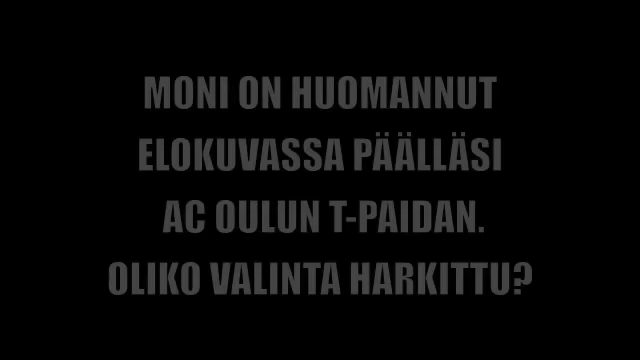 MONI ON HUOMANNUT
ELOKUVASSA PÄÄLLÄSI
AC OULUN T-PAIDAN.
OLIKO VALINTA HARKITTU?